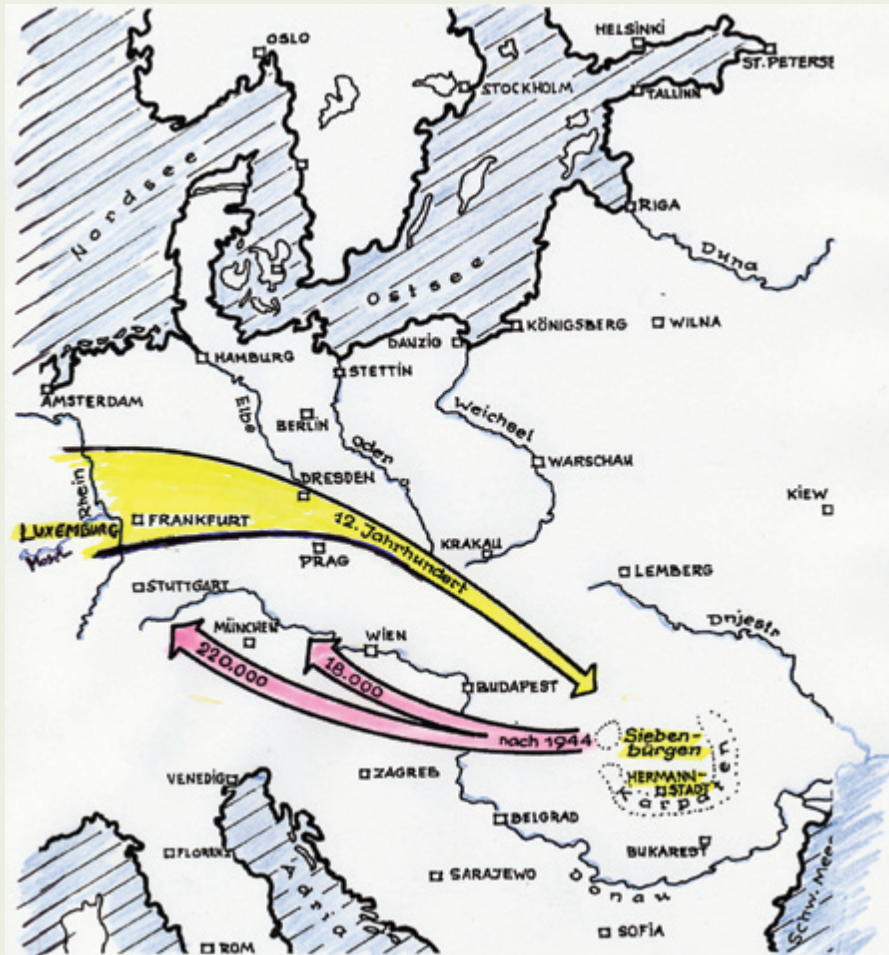 OSLO
HELSINKI
ST. PETERSB
STOCKHOLM
TALLINN
Nordsee
RIGA
Duna
Ostsee
DANZIG
KÖNIGSBERG
WILNA
HAMBURG
STETTIN
AMSTERDAM
Elbe
BERLIN
Oder
Weichsel
WARSCHAU
Rhein
DRESDEN
KIEW
LUXEMBURG
FRANKFURT
12. Jahrhundert
KRAKAU
Mosel
PRAG
LEMBERG
STUTTGART
Dnjestr
MÜNCHEN
WIEN
220.000
18.000
BUDAPEST
nach 1944
Sieben-
bürgen
VENEDIG
ZAGREB
HERMANN-
STADT
Karpaten
BELGRAD
BUKAREST
FLORENZ
Adria
SARAJEWO
Donau
Schw. Meer
SOFIA
ROM